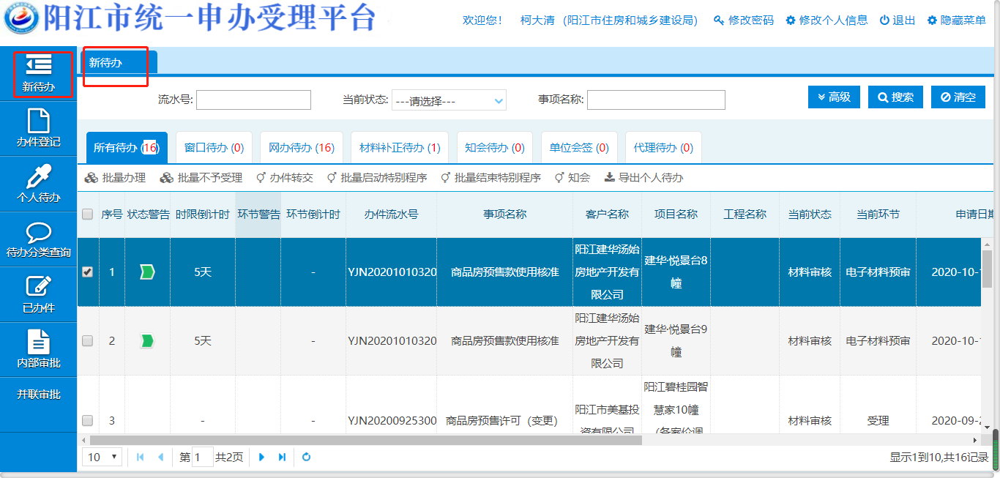 阳江市统一申办受理平台
欢迎您！ 柯大清 (阳江市住房和城乡建设局) 修改密码 修改个人信息 退出 隐藏菜单
新待办
办件登记
个人待办
待办分类查询
已办件
内部审批
并联审批
新待办
流水号: 当前状态: ---请选择--- 事项名称: 高级 搜索 清空
所有待办 (16) 窗口待办 (0) 网办待办 (16) 材料补正待办 (1) 知会待办 (0) 单位会签 (0) 代理待办 (0)
批量办理 批量不予受理 办件转交 批量启动特别程序 批量结束特别程序 知会 导出个人待办
序号 状态警告 时限倒计时 环节警告 环节倒计时 办件流水号 事项名称 客户名称 项目名称 工程名称 当前状态 当前环节 申请日期
1 5天 - YJN20201010320 商品房预售款使用核准 阳江建华汤始房地产开发有限公司 建华·悦景台8幢 材料审核 电子材料预审 2020-10-
2 5天 - YJN20201010320 商品房预售款使用核准 阳江建华汤始房地产开发有限公司 建华·悦景台9幢 材料审核 电子材料预审 2020-10-
3 - - YJN20200925300 商品房预售许可（变更） 阳江市美基投资有限公司 阳江碧桂园智慧家10幢（备案价调 材料审核 受理 2020-09-
10 第 1 共2页 显示1到10,共16记录